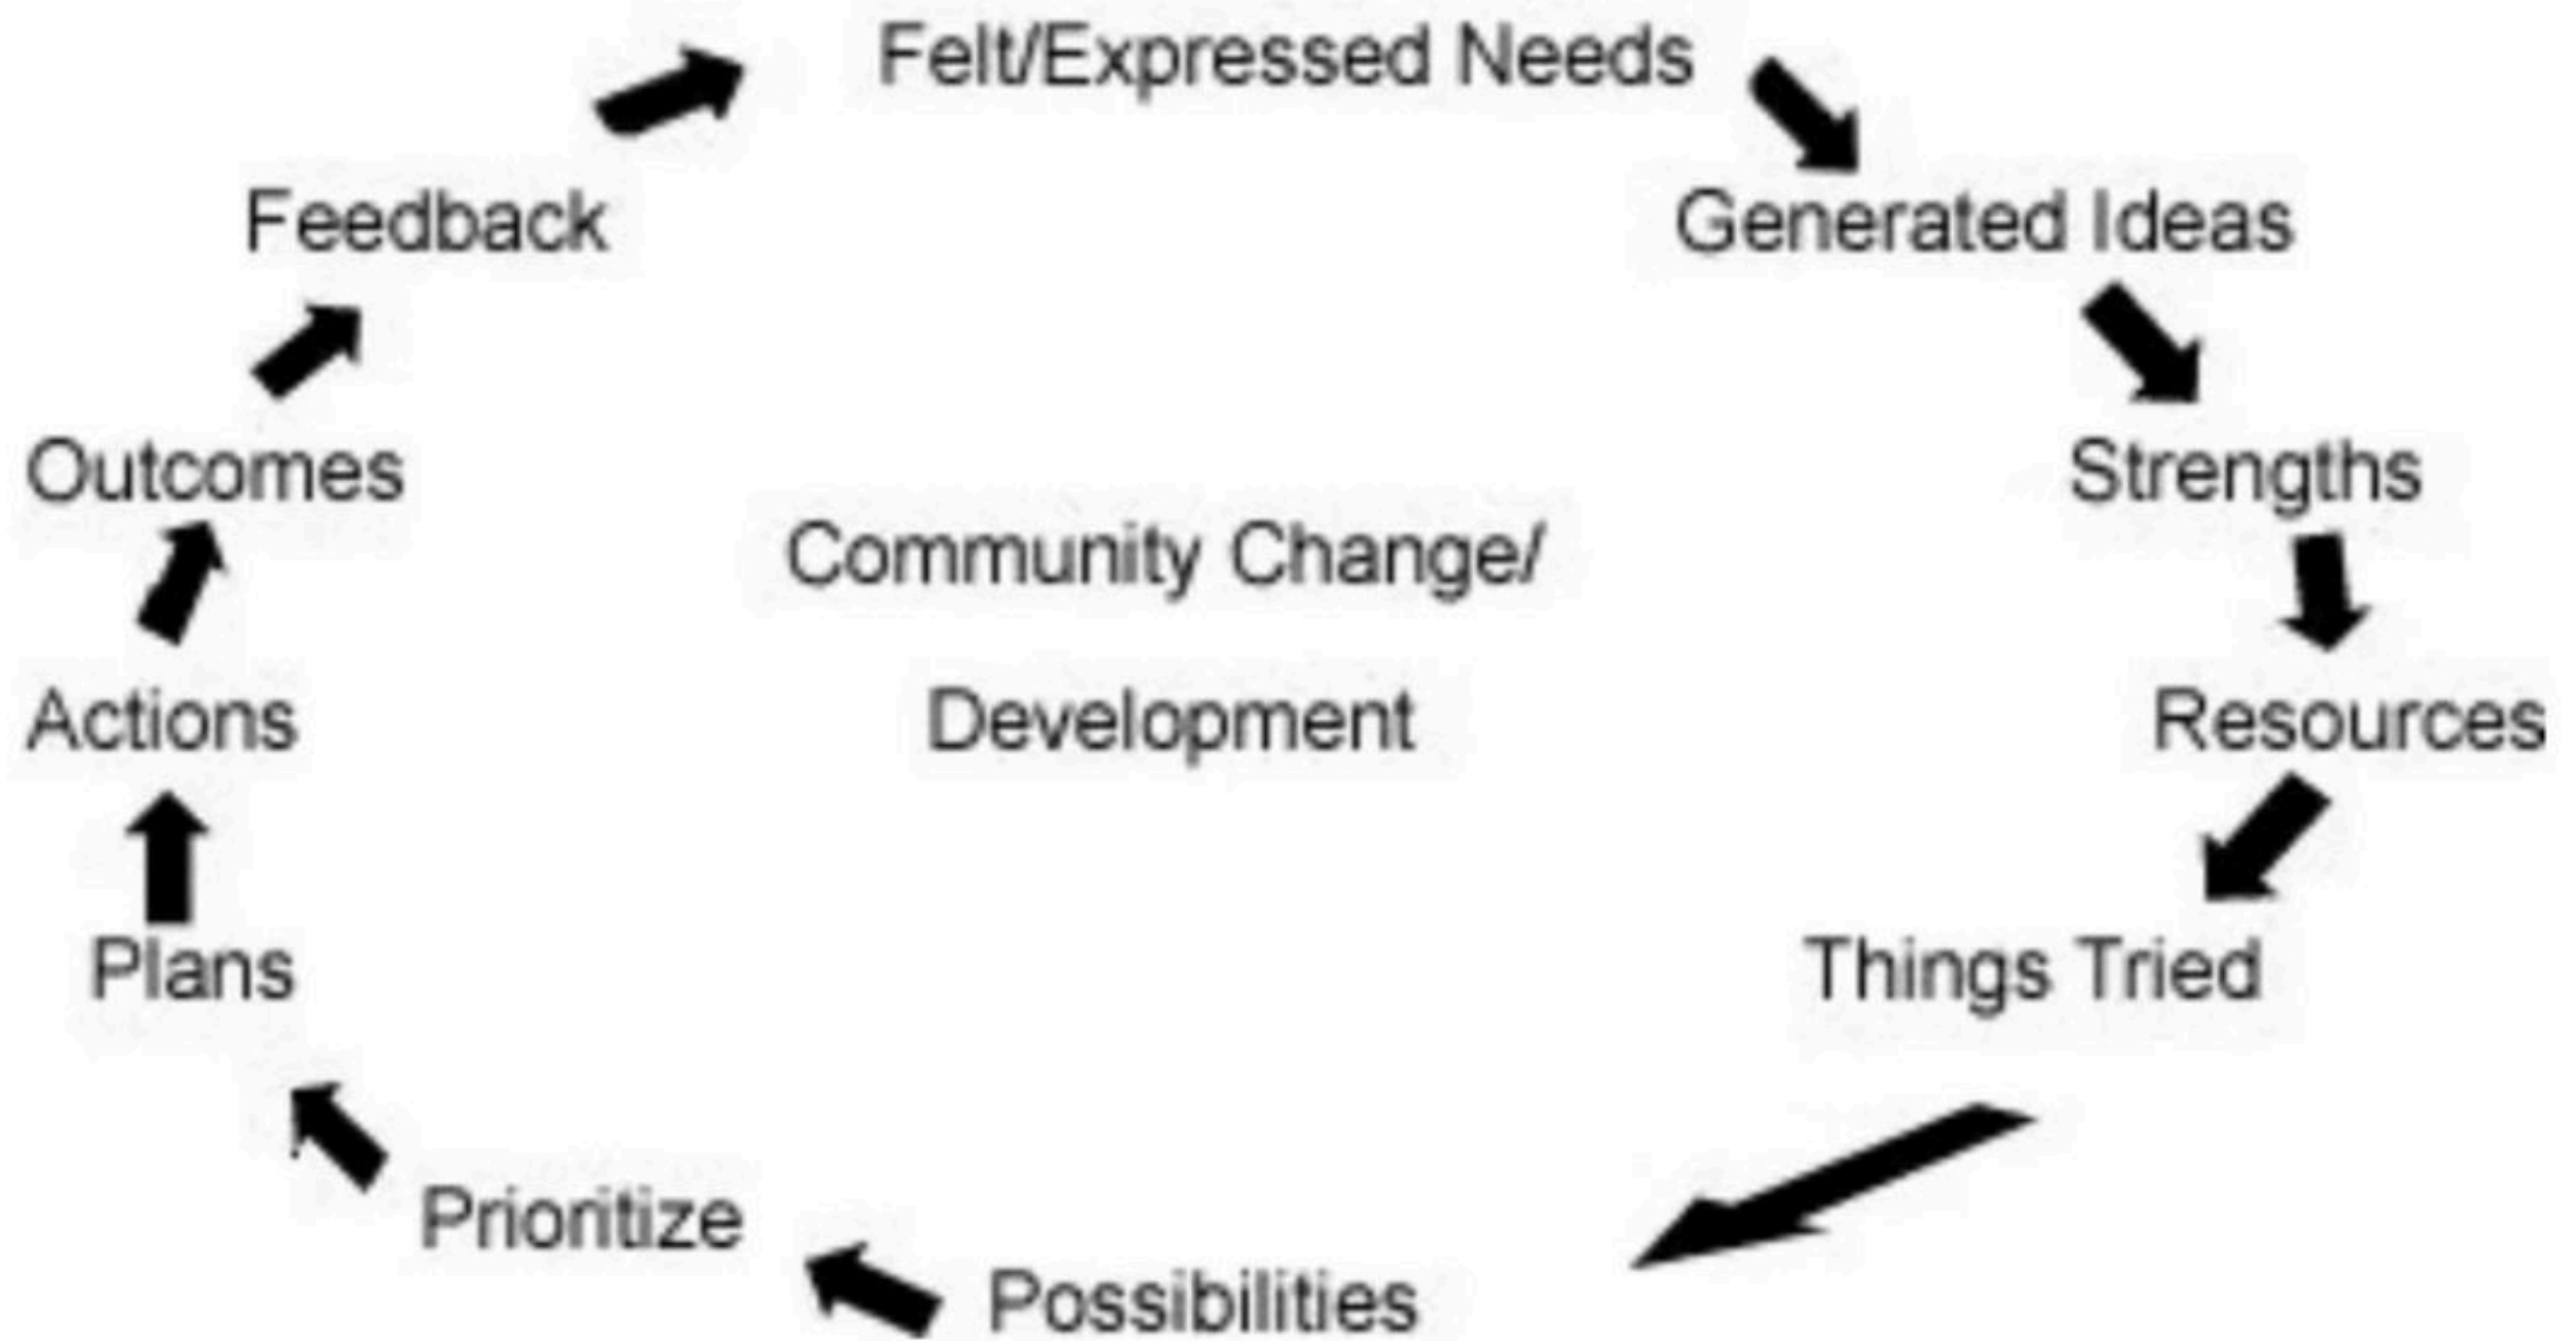 Felt/Expressed Needs
Feedback
Generated Ideas
Outcomes
Strengths
Community Change/
Development
Actions
Resources
Plans
Things Tried
Prioritize
Possibilities